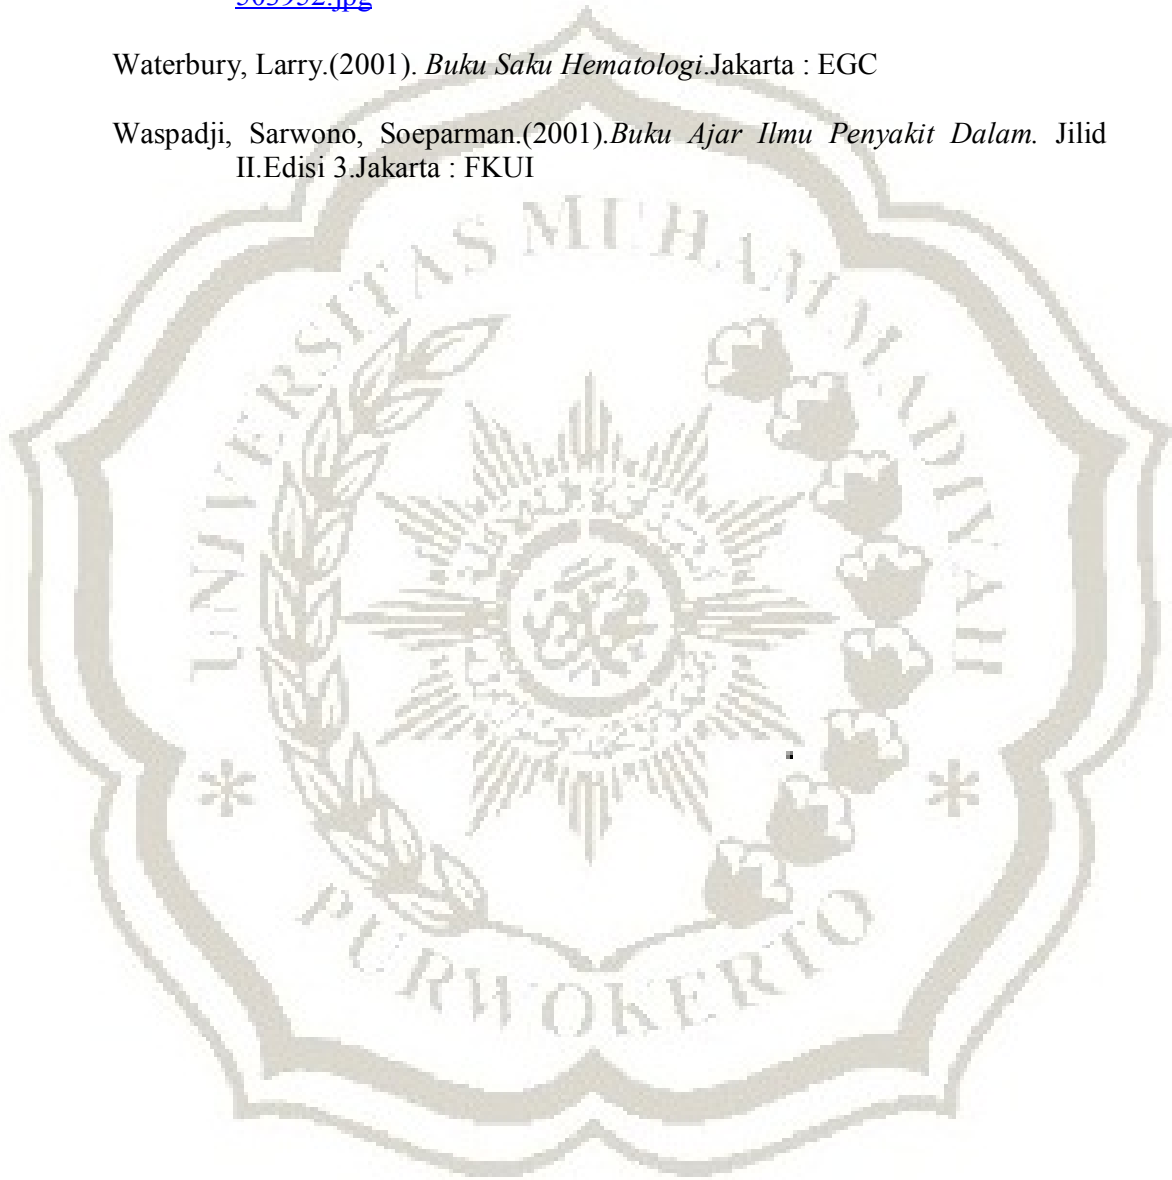 505952.jpg
Waterbury, Larry.(2001). Buku Saku Hematologi.Jakarta : EGC
Waspadji, Sarwono, Soeparman.(2001).Buku Ajar Ilmu Penyakit Dalam. Jilid
II.Edisi 3.Jakarta : FKUI
UNIVERSITAS MUHAMMADIYAH
PURWOKERTO